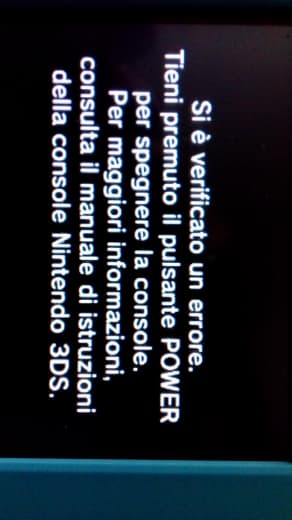 Si è verificato un errore.
Tieni premuto il pulsante POWER
per spegnere la console.
Per maggiori informazioni,
consulta il manuale di istruzioni
della console Nintendo 3DS.